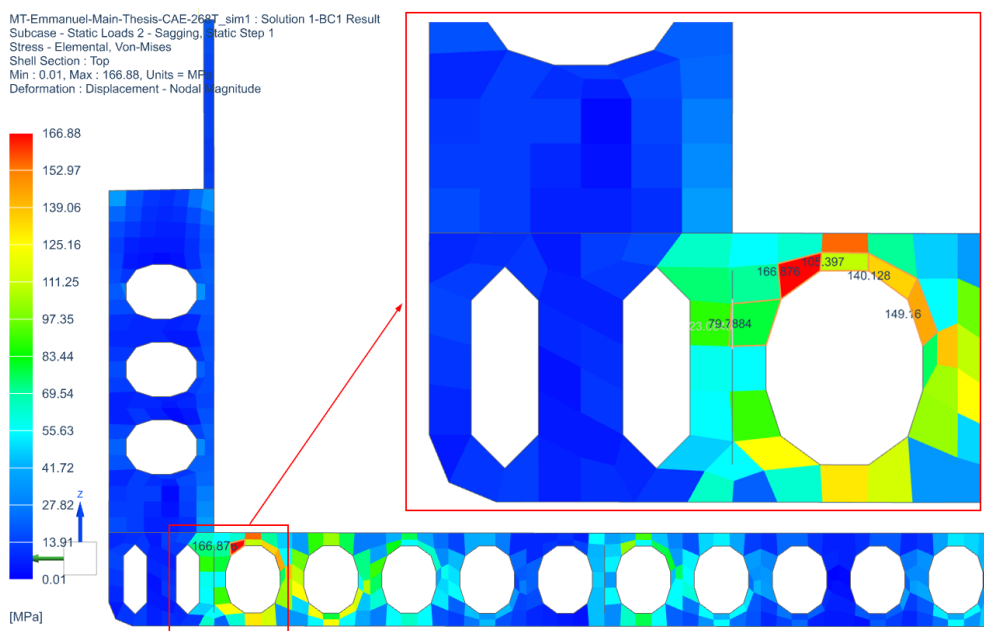 MT-Emmanuel-Main-Thesis-CAE-268T_sim1 : Solution 1-BC1 Result
Subcase - Static Loads 2 - Sagging, Static Step 1
Stress - Elemental, Von-Mises
Shell Section : Top
Min : 0.01, Max : 166.88, Units = MPa
Deformation : Displacement - Nodal Magnitude
166.88
152.97
139.06
125.16
111.25
97.35
83.44
69.54
55.63
41.72
27.82
13.91
0.01
[MPa]
Z
166.87
166.876
.397
140.128
149.16
79.7884